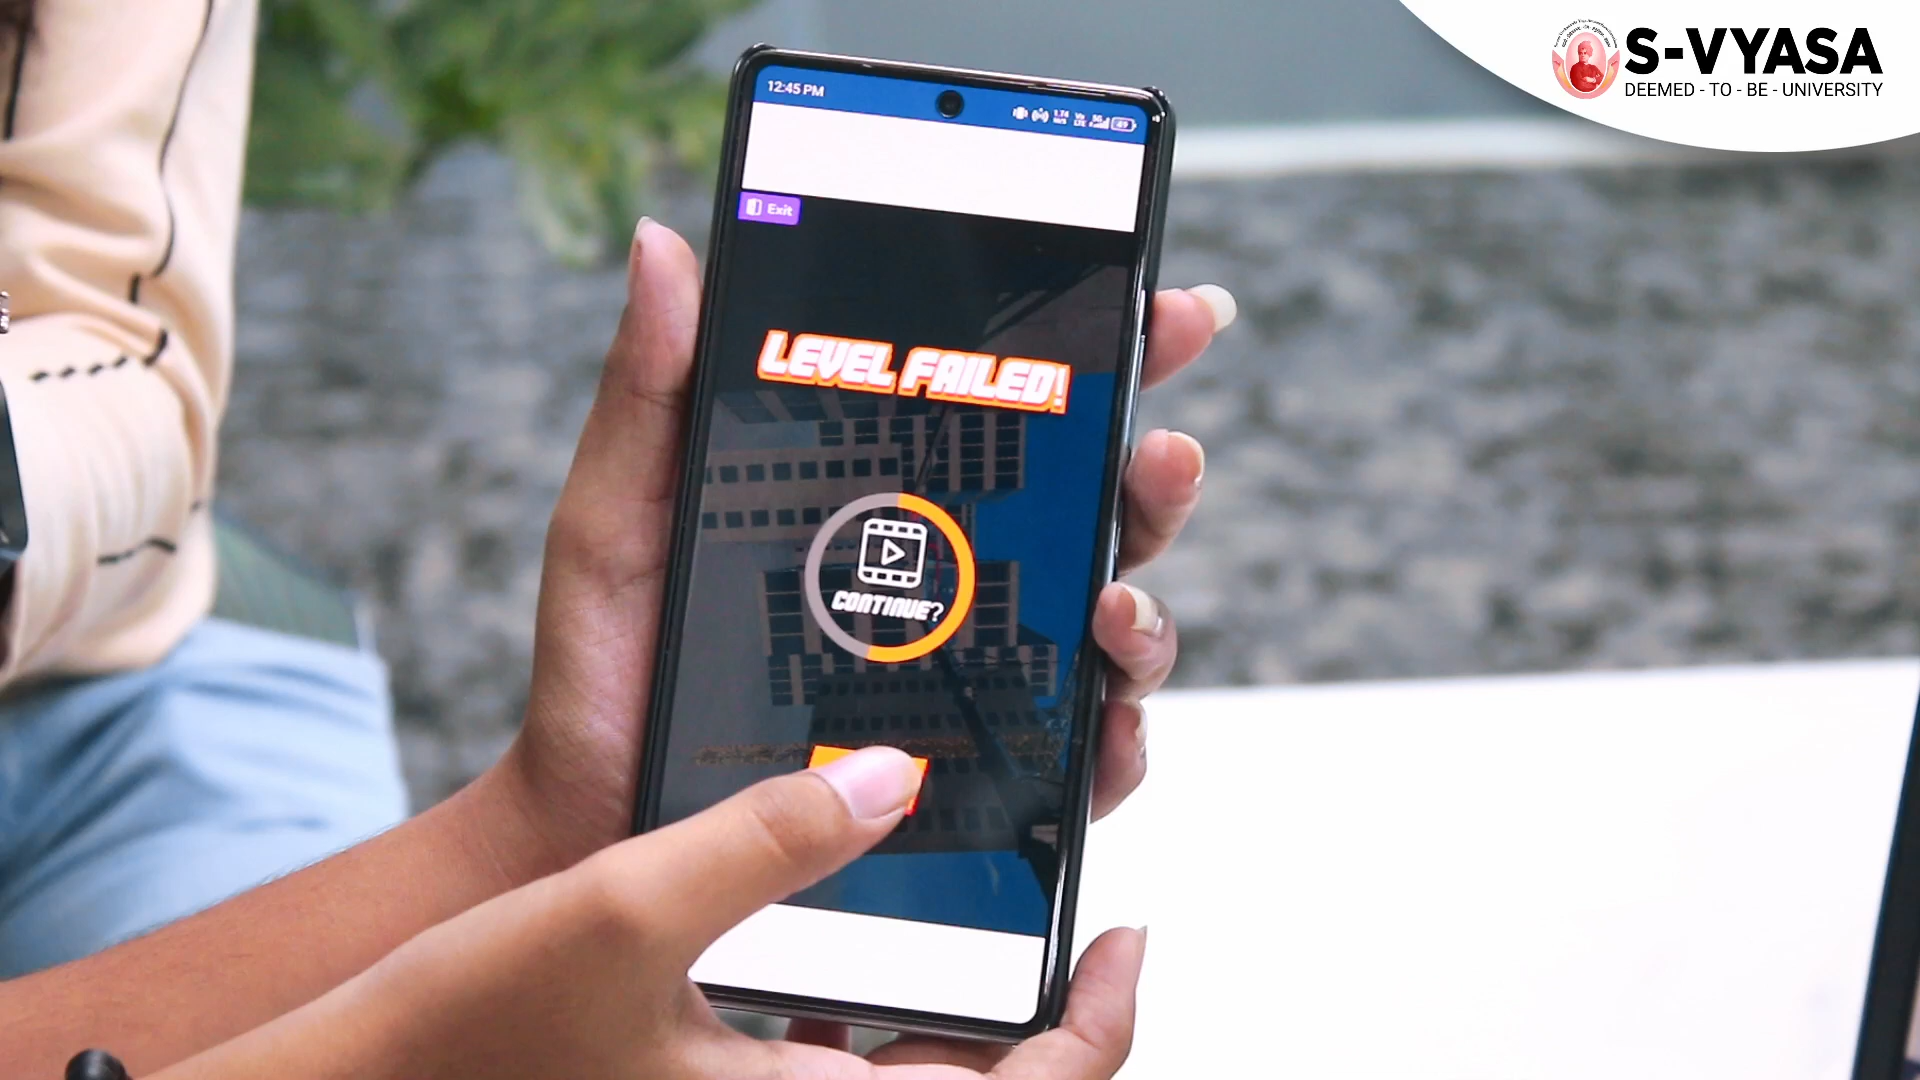 S-VYASA
DEEMED - TO - BE - UNIVERSITY
12:45 PM
Exit
LEVEL FAILED!
CONTINUE?